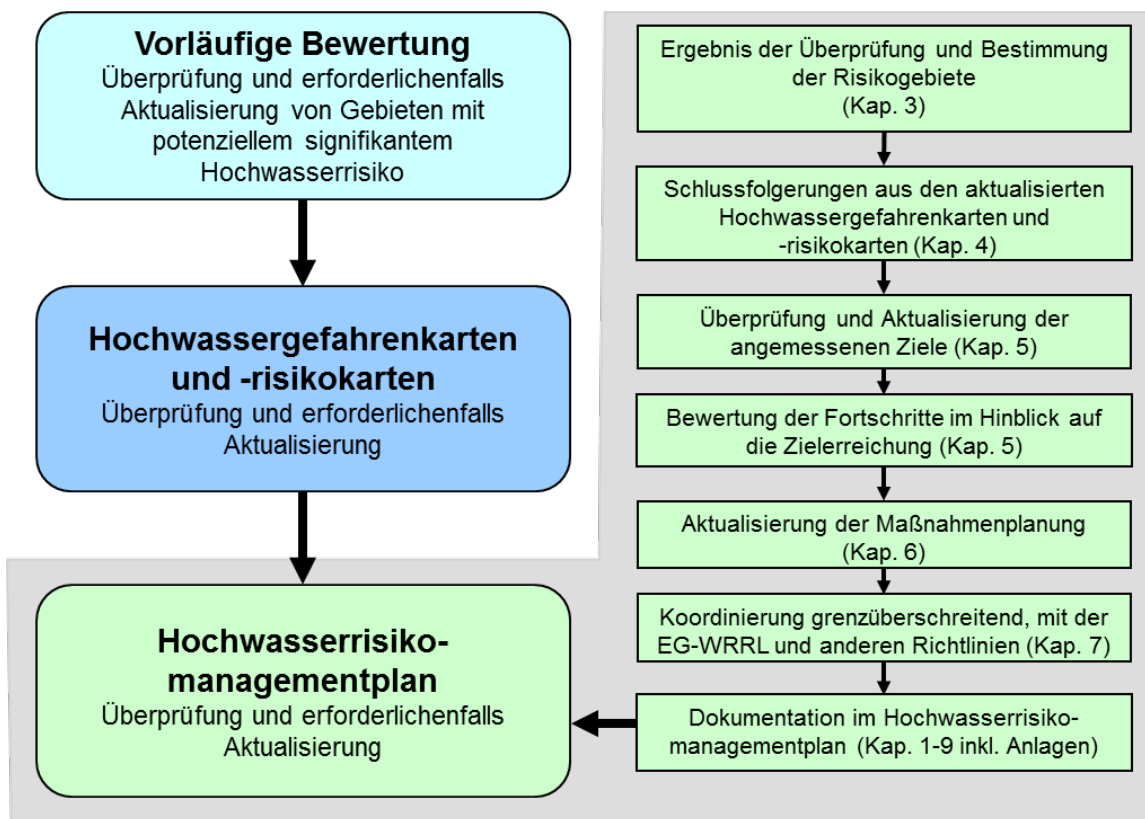 Vorläufige Bewertung
Überprüfung und erforderlichenfalls
Aktualisierung von Gebieten mit
potenziellem signifikantem
Hochwasserrisiko
Hochwassergefahrenkarten
und -risikokarten
Überprüfung und erforderlichenfalls
Aktualisierung
Hochwasserrisiko-
managementplan
Überprüfung und erforderlichenfalls
Aktualisierung
Ergebnis der Überprüfung und Bestimmung
der Risikogebiete
(Kap. 3)
Schlussfolgerungen aus den aktualisierten
Hochwassergefahrenkarten und
-risikokarten (Kap. 4)
Überprüfung und Aktualisierung der
angemessenen Ziele (Kap. 5)
Bewertung der Fortschritte im Hinblick auf
die Zielerreichung (Kap. 5)
Aktualisierung der Maßnahmenplanung
(Kap. 6)
Koordinierung grenzüberschreitend, mit der
EG-WRRL und anderen Richtlinien (Kap. 7)
Dokumentation im Hochwasserrisiko-
managementplan (Kap. 1-9 inkl. Anlagen)